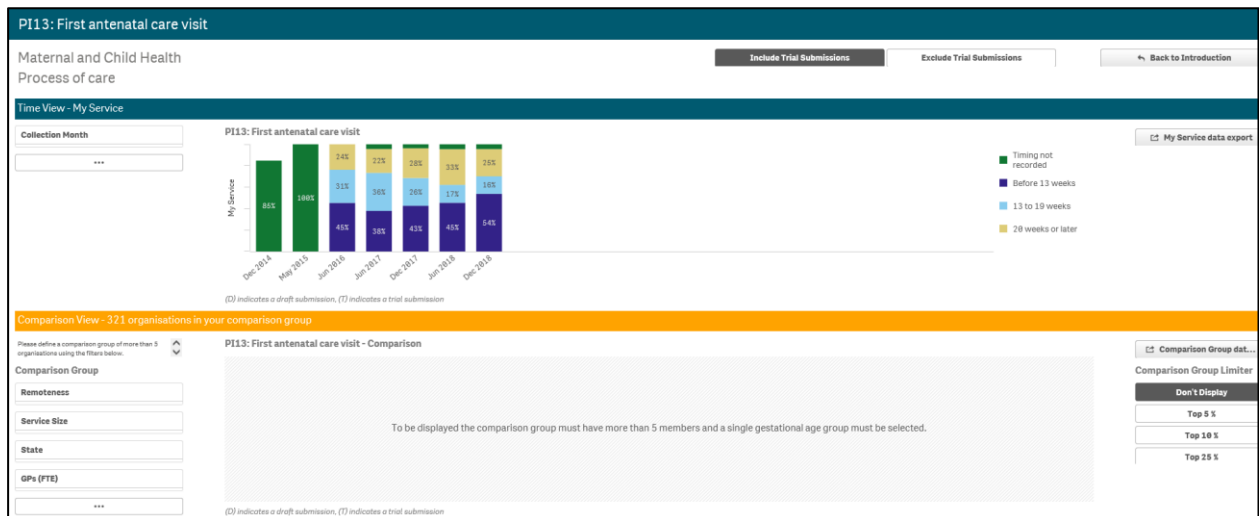 PI13: First antenatal care visit
Maternal and Child Health
Process of care
Include Trial Submissions
Exclude Trial Submissions
Back to Introduction
Time View - My Service
Collection Month
...
PI13: First antenatal care visit
My Service data export
My Service
85%
100%
24%
31%
45%
22%
36%
38%
28%
26%
43%
33%
17%
45%
25%
16%
54%
Dec 2014
May 2015
Jun 2016
Jun 2017
Dec 2017
Jun 2018
Dec 2018
Timing not
recorded
Before 13 weeks
13 to 19 weeks
20 weeks or later
(D) indicates a draft submission, (T) indicates a trial submission
Comparison View - 321 organisations in your comparison group
Please define a comparison group of more than 5
organisations using the filters below.
Comparison Group
Remoteness
Service Size
State
GPs (FTE)
...
PI13: First antenatal care visit - Comparison
To be displayed the comparison group must have more than 5 members and a single gestational age group must be selected.
(D) indicates a draft submission, (T) indicates a trial submission
Comparison Group dat...
Comparison Group Limiter
Don't Display
Top 5 %
Top 10 %
Top 25 %